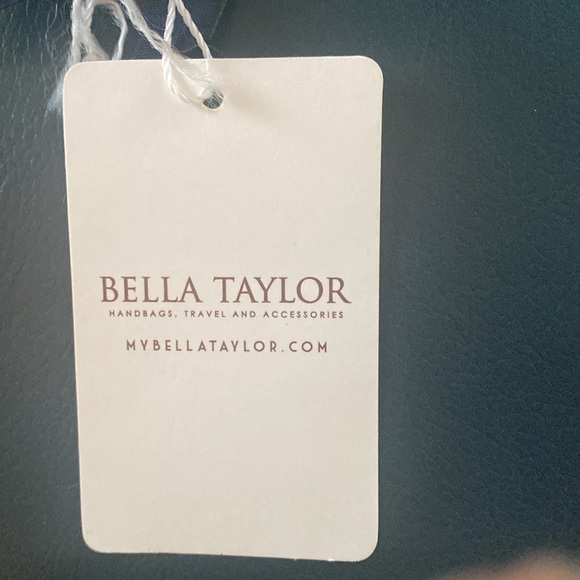 BELLA TAYLOR
HANDBAGS, TRAVEL AND ACCESSORIES
MYBELLATAYLOR.COM